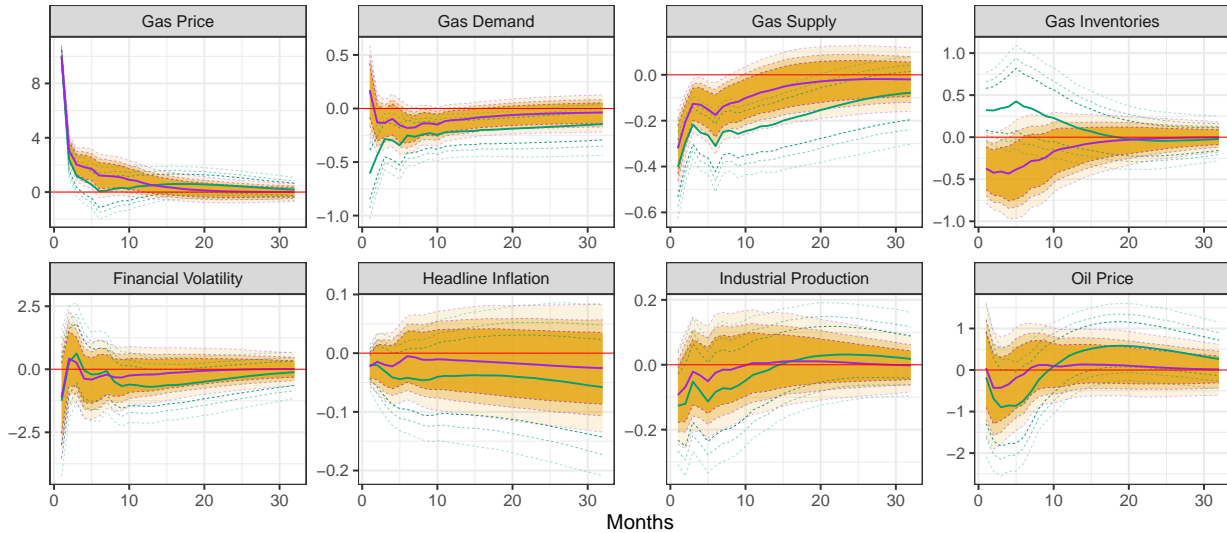 Gas Price Gas Demand Gas Supply Gas Inventories
8
4
0
0 10 20 30
0.5
0.0
−0.5
−1.0
0 10 20 30
0.0
−0.2
−0.4
−0.6
0 10 20 30
1.0
0.5
0.0
−0.5
−1.0
0 10 20 30
Financial Volatility Headline Inflation Industrial Production Oil Price
2.5
0.0
−2.5
0 10 20 30
0.1
0.0
−0.1
−0.2
0 10 20 30
0.2
0.0
−0.2
0 10 20 30
1
0
−1
−2
0 10 20 30
Months